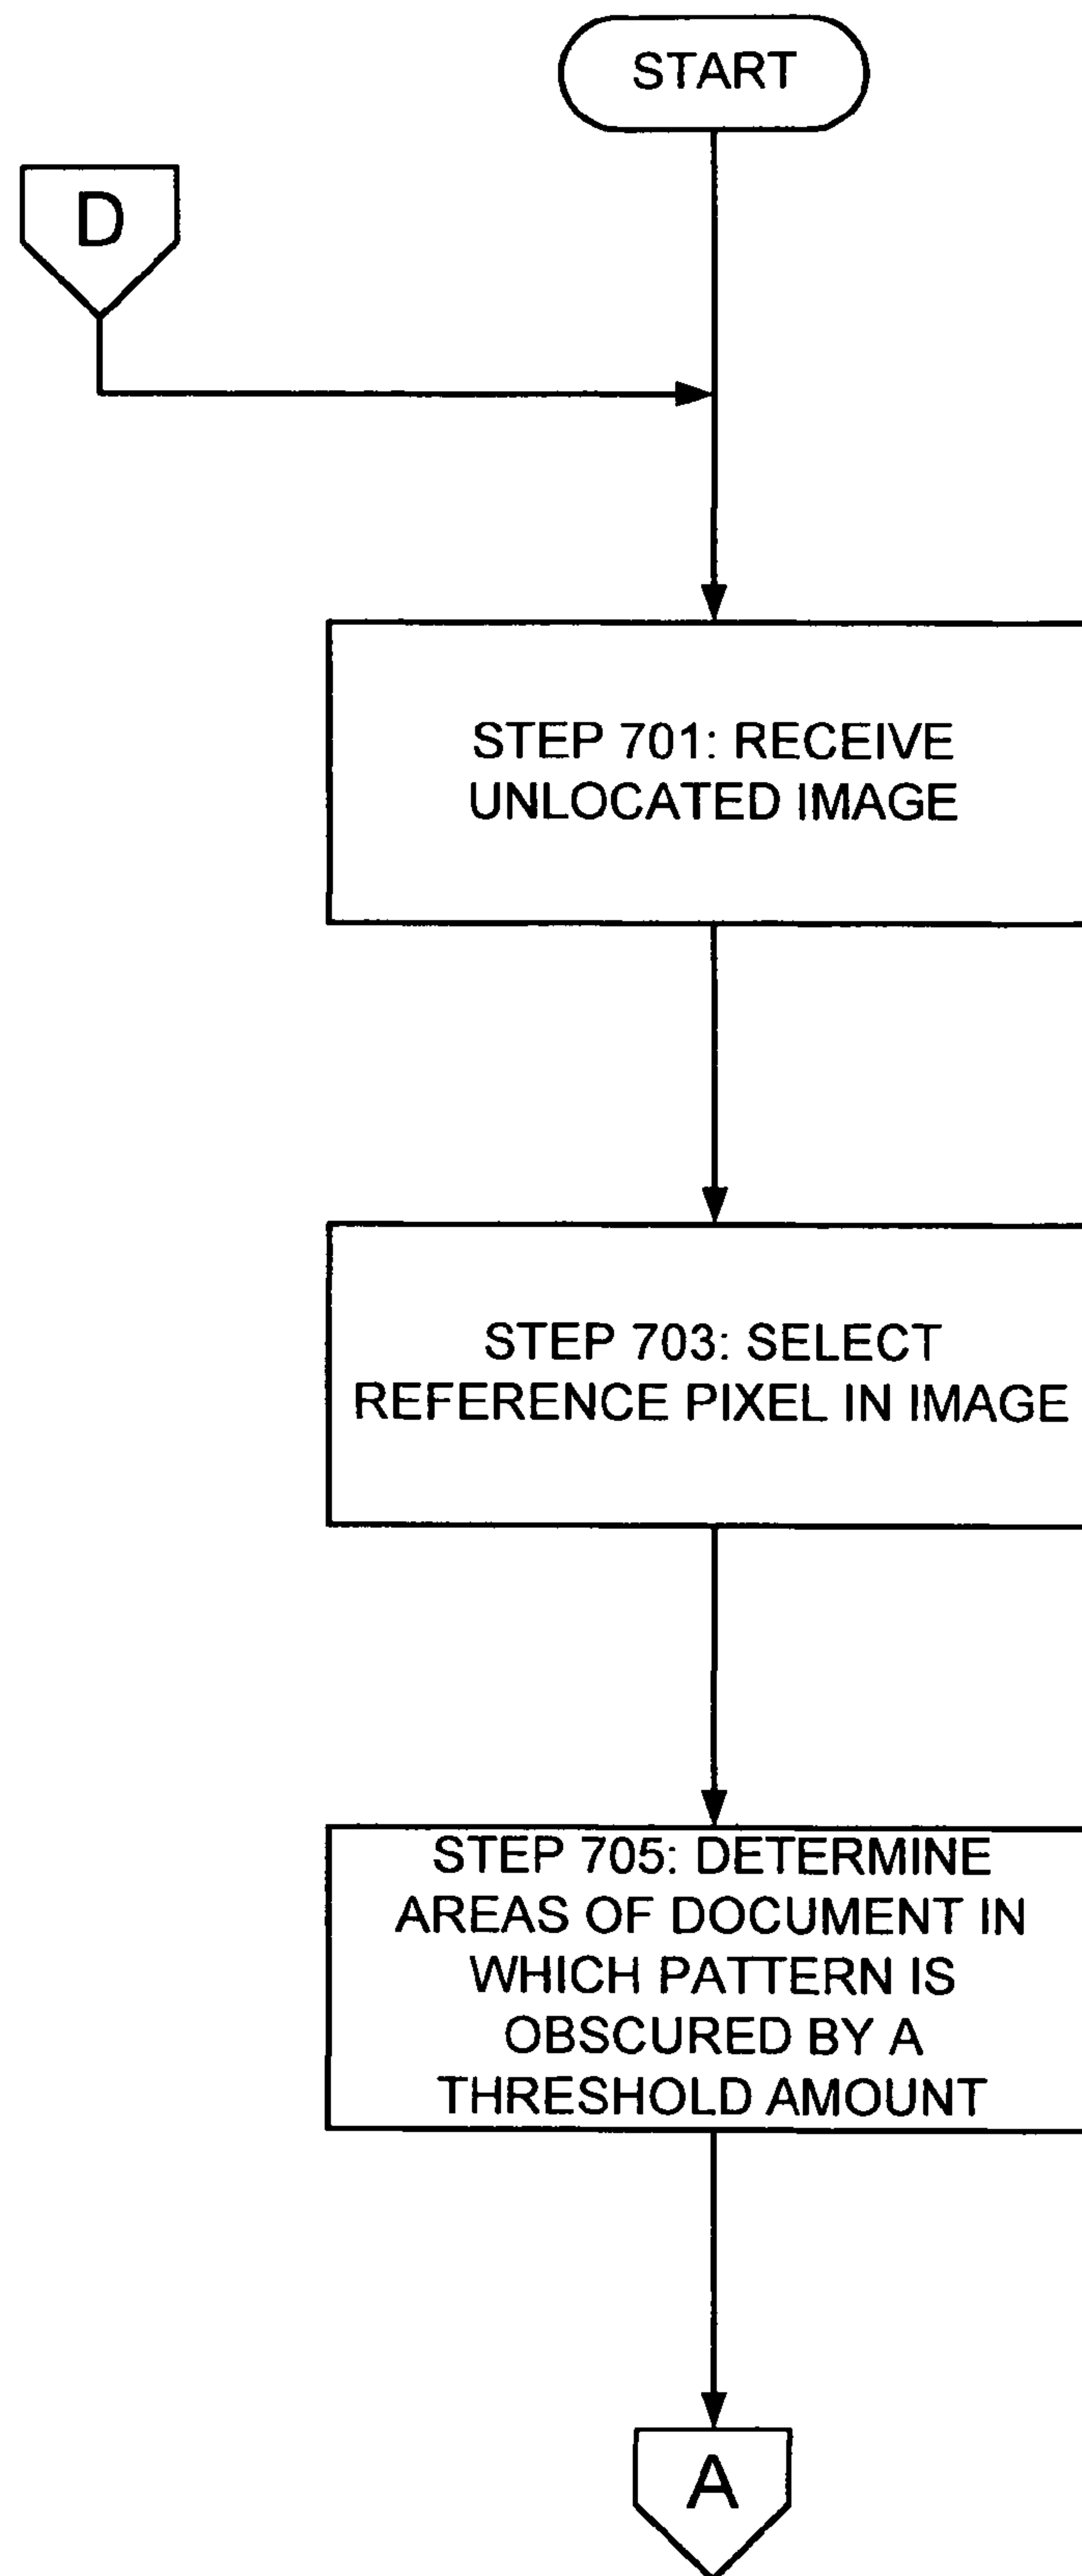 START
D
STEP 701: RECEIVE
UNLOCATED IMAGE
STEP 703: SELECT
REFERENCE PIXEL IN IMAGE
STEP 705: DETERMINE
AREAS OF DOCUMENT IN
WHICH PATTERN IS
OBSCURED BY A
THRESHOLD AMOUNT
A